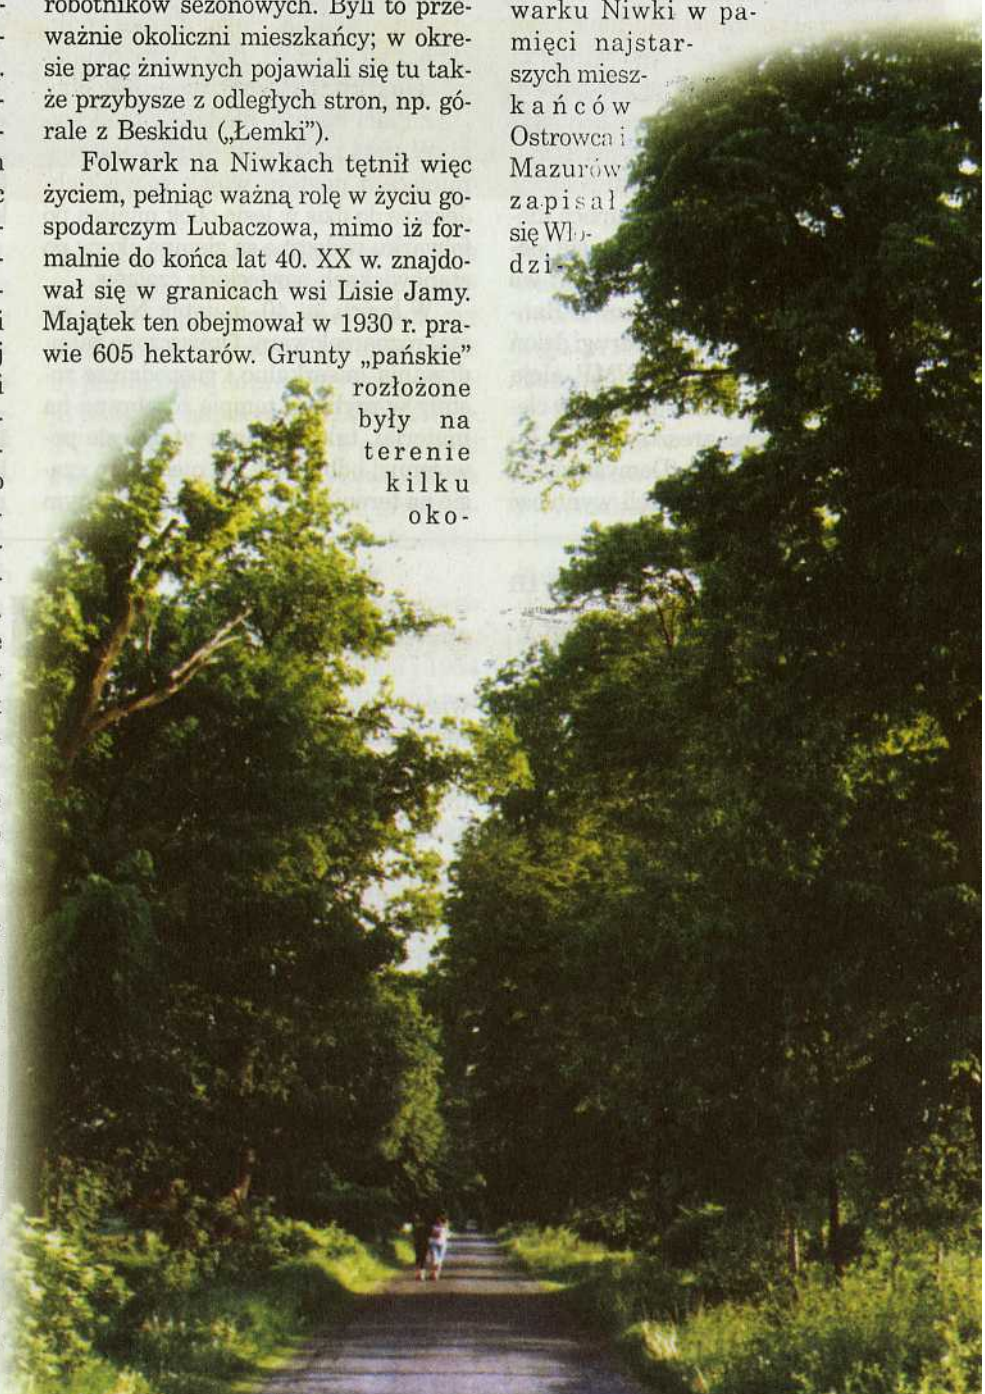 robotników sezonowych. Byli to prze-
ważnie okoliczni mieszkańcy; w okre-
sie prac żniwnych pojawiali się tu tak-
że przybysze z odległych stron, np. gó-
rale z Beskidu („Łemki”).
Folwark na Niwkach tętnił więc
życiem, pełniąc ważną rolę w życiu go-
spodarczym Lubaczowa, mimo iż for-
malnie do końca lat 40. XX w. znajdo-
wał się w granicach wsi Lisie Jamy.
Majątek ten obejmował w 1930 r. pra-
wie 605 hektarów. Grunty „pańskie”
rozłożone
były na
terenie
kilku
oko-
warku Niwki w pa-
mięci najstar-
szych miesz-
kańców
Ostrowca i
Mazurów
zapisał
się Wło-
dzi-